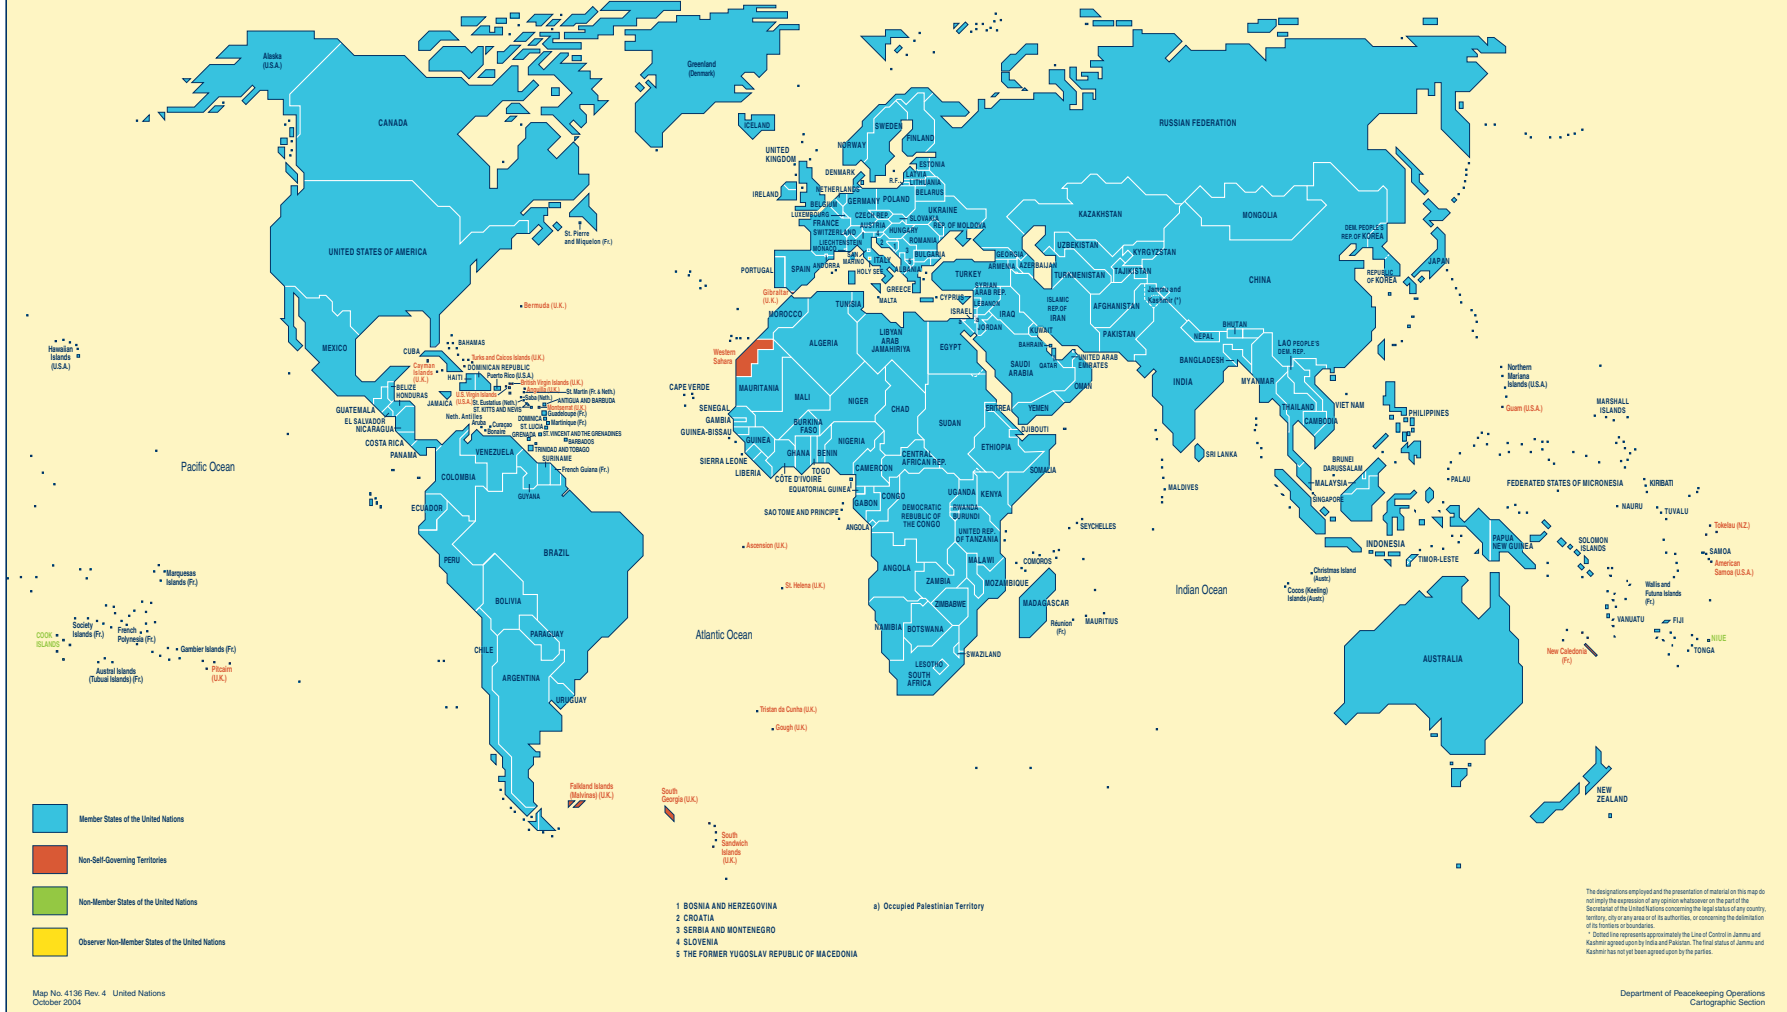 Alaska
(U.S.A.)
Greenland
(Denmark)
CANADA
ICELAND
SWEDEN
FINLAND
NORWAY
RUSSIAN FEDERATION
UNITED
KINGDOM
ESTONIA
DENMARK
LATVIA
R.F.
LITHUANIA
IRELAND
NETHERLANDS
BELARUS
BELGIUM
GERMANY
POLAND
LUXEMBOURG
CZECH REP.
UKRAINE
SLOVAKIA
FRANCE
AUSTRIA
REP. OF MOLDOVA
SWITZERLAND
HUNGARY
LIECHTENSTEIN
ROMANIA
MONACO
SAN
MARINO
ITALY
BULGARIA
ANDORRA
HOLY SEE
ALBANIA
PORTUGAL
SPAIN
GREECE
MALTA
TURKEY
CYPRUS
GEORGIA
ARMENIA
AZERBAIJAN
KAZAKHSTAN
MONGOLIA
UZBEKISTAN
KYRGYZSTAN
TURKMENISTAN
TAJIKISTAN
DEM. PEOPLE'S
REP. OF KOREA
REPUBLIC
OF KOREA
JAPAN
CHINA
Jammu and
Kashmir (*)
St. Pierre
and Miquelon (Fr.)
UNITED STATES OF AMERICA
Bermuda (U.K.)
Gibraltar
(U.K.)
MOROCCO
TUNISIA
ALGERIA
LIBYAN
ARAB
JAMAHIRIYA
EGYPT
SYRIAN
ARAB REP.
LEBANON
ISRAEL
a
JORDAN
IRAQ
ISLAMIC
REP.OF
IRAN
KUWAIT
AFGHANISTAN
PAKISTAN
BAHRAIN
QATAR
UNITED ARAB
EMIRATES
SAUDI
ARABIA
OMAN
YEMEN
NEPAL
BHUTAN
BANGLADESH
INDIA
MYANMAR
LAO PEOPLE'S
DEM. REP.
THAILAND
VIET NAM
CAMBODIA
PHILIPPINES
Hawaiian
Islands
(U.S.A)
MEXICO
CUBA
BAHAMAS
Turks and Caicos Islands (U.K.)
Cayman
Islands
(U.K.)
DOMINICAN REPUBLIC
HAITI
Puerto Rico (U.S.A.)
British Virgin Islands (U.K.)
Anguilla (U.K.)
U.S. Virgin Islands
(U.S.A.)
St. Martin (Fr. & Neth.)
Saba (Neth.)
BELIZE
HONDURAS
JAMAICA
St. Eustatius (Neth.)
ANTIGUA AND BARBUDA
ST. KITTS AND NEVIS
Montserrat (U.K.)
Guadeloupe (Fr.)
GUATEMALA
EL SALVADOR
NICARAGUA
Neth. Antilles
Aruba
Curaçao
Bonaire
DOMINICA
Martinique (Fr.)
ST. LUCIA
GRENADA
ST. VINCENT AND THE GRENADINES
BARBADOS
COSTA RICA
PANAMA
TRINIDAD AND TOBAGO
VENEZUELA
SURINAME
French Guiana (Fr.)
COLOMBIA
GUYANA
ECUADOR
PERU
BRAZIL
BOLIVIA
PARAGUAY
CHILE
ARGENTINA
URUGUAY
Pacific Ocean
Western
Sahara
CAPE VERDE
MAURITANIA
MALI
NIGER
CHAD
SUDAN
ERITREA
SENEGAL
GAMBIA
GUINEA-BISSAU
GUINEA
BURKINA
FASO
NIGERIA
DJIBOUTI
ETHIOPIA
SIERRA LEONE
LIBERIA
GHANA
BENIN
TOGO
CÔTE D'IVOIRE
CENTRAL
AFRICAN REP.
CAMEROON
EQUATORIAL GUINEA
SOMALIA
SAO TOME AND PRINCIPE
GABON
CONGO
DEMOCRATIC
REPUBLIC OF
THE CONGO
UGANDA
KENYA
RWANDA
BURUNDI
ANGOLA
UNITED REP.
OF TANZANIA
SEYCHELLES
COMOROS
Ascension (U.K.)
ANGOLA
MALAWI
ZAMBIA
MOZAMBIQUE
St. Helena (U.K.)
ZIMBABWE
MADAGASCAR
NAMIBIA
BOTSWANA
Réunion
(Fr.)
MAURITIUS
SWAZILAND
LESOTHO
SOUTH
AFRICA
Atlantic Ocean
Indian Ocean
Tristan da Cunha (U.K.)
Gough (U.K.)
SRI LANKA
MALDIVES
BRUNEI
DARUSSALAM
MALAYSIA
SINGAPORE
INDONESIA
TIMOR-LESTE
Christmas Island
(Austr.)
Cocos (Keeling)
Islands (Austr.)
Northern
Mariana
Islands (U.S.A)
Guam (U.S.A.)
MARSHALL
ISLANDS
PALAU
FEDERATED STATES OF MICRONESIA
KIRIBATI
NAURU
TUVALU
PAPUA
NEW GUINEA
SOLOMON
ISLANDS
Tokelau (N.Z.)
SAMOA
American
Samoa (U.S.A.)
Wallis and
Futuna Islands
(Fr.)
VANUATU
FIJI
NIUE
TONGA
New Caledonia
(Fr.)
AUSTRALIA
NEW
ZEALAND
Marquesas
Islands (Fr.)
COOK
ISLANDS
Society
Islands (Fr.)
French
Polynesia (Fr.)
Gambier Islands (Fr.)
Austral Islands
(Tubuai Islands) (Fr.)
Pitcairn
(U.K.)
Falkland Islands
(Malvinas) (U.K.)
South
Georgia (U.K.)
South
Sandwich
Islands
(U.K.)
Member States of the United Nations
Non-Self-Governing Territories
Non-Member States of the United Nations
Observer Non-Member States of the United Nations
1 BOSNIA AND HERZEGOVINA
2 CROATIA
3 SERBIA AND MONTENEGRO
4 SLOVENIA
5 THE FORMER YUGOSLAV REPUBLIC OF MACEDONIA
a) Occupied Palestinian Territory
The designations employed and the presentation of material on this map do
not imply the expression of any opinion whatsoever on the part of the
Secretariat of the United Nations concerning the legal status of any country,
territory, city or any area or of its authorities, or concerning the delimitation
of its frontiers or boundaries.
* Dotted line represents approximately the Line of Control in Jammu and
Kashmir agreed upon by India and Pakistan. The final status of Jammu and
Kashmir has not yet been agreed upon by the parties.
Map No. 4136 Rev. 4 United Nations
October 2004
Department of Peacekeeping Operations
Cartographic Section